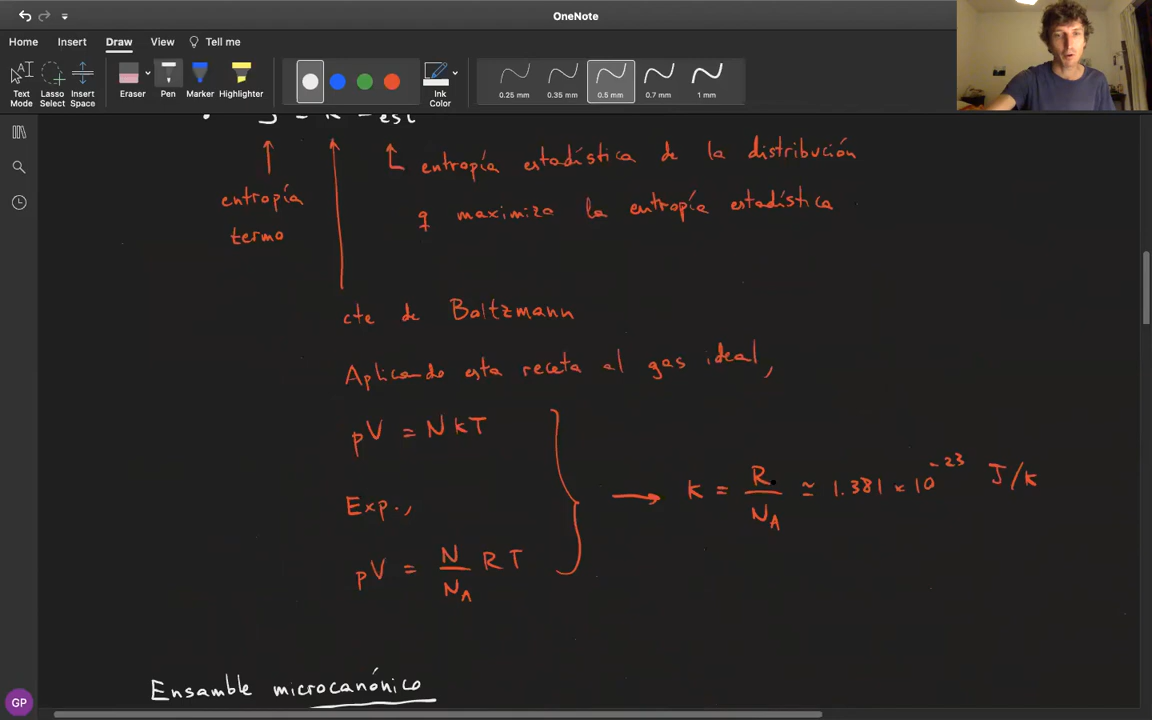 OneNote
Home Insert Draw View Tell me
Text Mode
Lasso Select
Insert Space
Eraser
Pen
Marker
Highlighter
Ink Color
0.25 mm
0.35 mm
0.5 mm
0.7 mm
1 mm
entropía estadística de la distribución
entropía
termo
q maximiza la entropía estadística
cte de Boltzmann
Aplicando esta receta al gas ideal,
pV = NkT
k = R/N_A ≃ 1.381 × 10^-23 J/K
Exp.,
pV = N/N_A RT
Ensamble microcanónico
GP